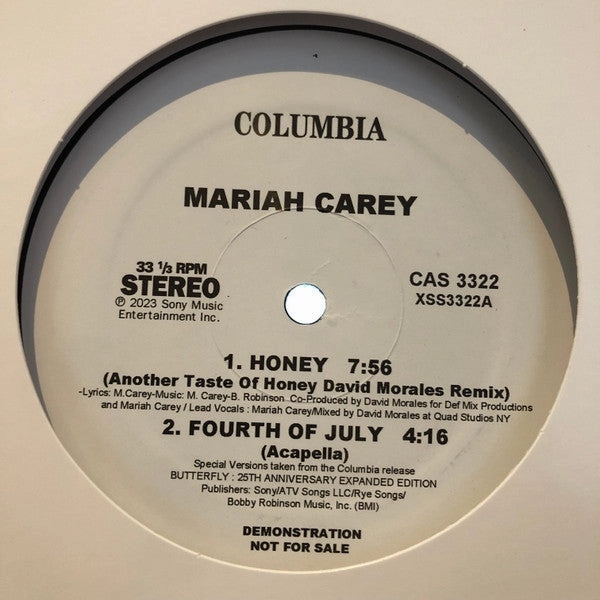 COLUMBIA
MARIAH CAREY
33 ⅓ RPM
STEREO
℗ 2023 Sony Music
Entertainment Inc.
CAS 3322
XSS3322A
1. HONEY 7:56
(Another Taste Of Honey David Morales Remix)
-Lyrics: M.Carey-Music: M. Carey-B. Robinson Co-Produced by David Morales for Def Mix Productions
and Mariah Carey / Lead Vocals : Mariah Carey/Mixed by David Morales at Quad Studios NY
2. FOURTH OF JULY 4:16
(Acapella)
Special Versions taken from the Columbia release
BUTTERFLY : 25TH ANNIVERSARY EXPANDED EDITION
Publishers: Sony/ATV Songs LLC/Rye Songs/
Bobby Robinson Music, Inc. (BMI)
DEMONSTRATION
NOT FOR SALE